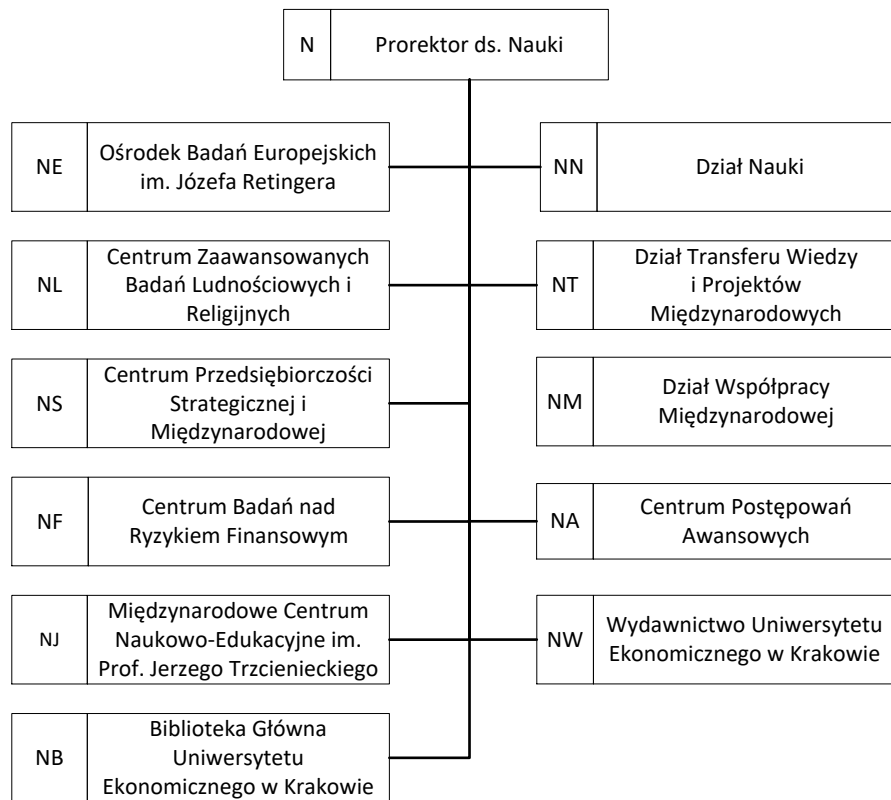 N
Prorektor ds. Nauki
NE
Ośrodek Badań Europejskich
im. Józefa Retingera
NN
Dział Nauki
NL
Centrum Zaawansowanych
Badań Ludnościowych i
Religijnych
NT
Dział Transferu Wiedzy
i Projektów
Międzynarodowych
NS
Centrum Przedsiębiorczości
Strategicznej i
Międzynarodowej
NM
Dział Współpracy
Międzynarodowej
NF
Centrum Badań nad
Ryzykiem Finansowym
NA
Centrum Postępowań
Awansowych
NJ
Międzynarodowe Centrum
Naukowo-Edukacyjne im.
Prof. Jerzego Trzcienieckiego
NW
Wydawnictwo Uniwersytetu
Ekonomicznego w Krakowie
NB
Biblioteka Główna
Uniwersytetu
Ekonomicznego w Krakowie